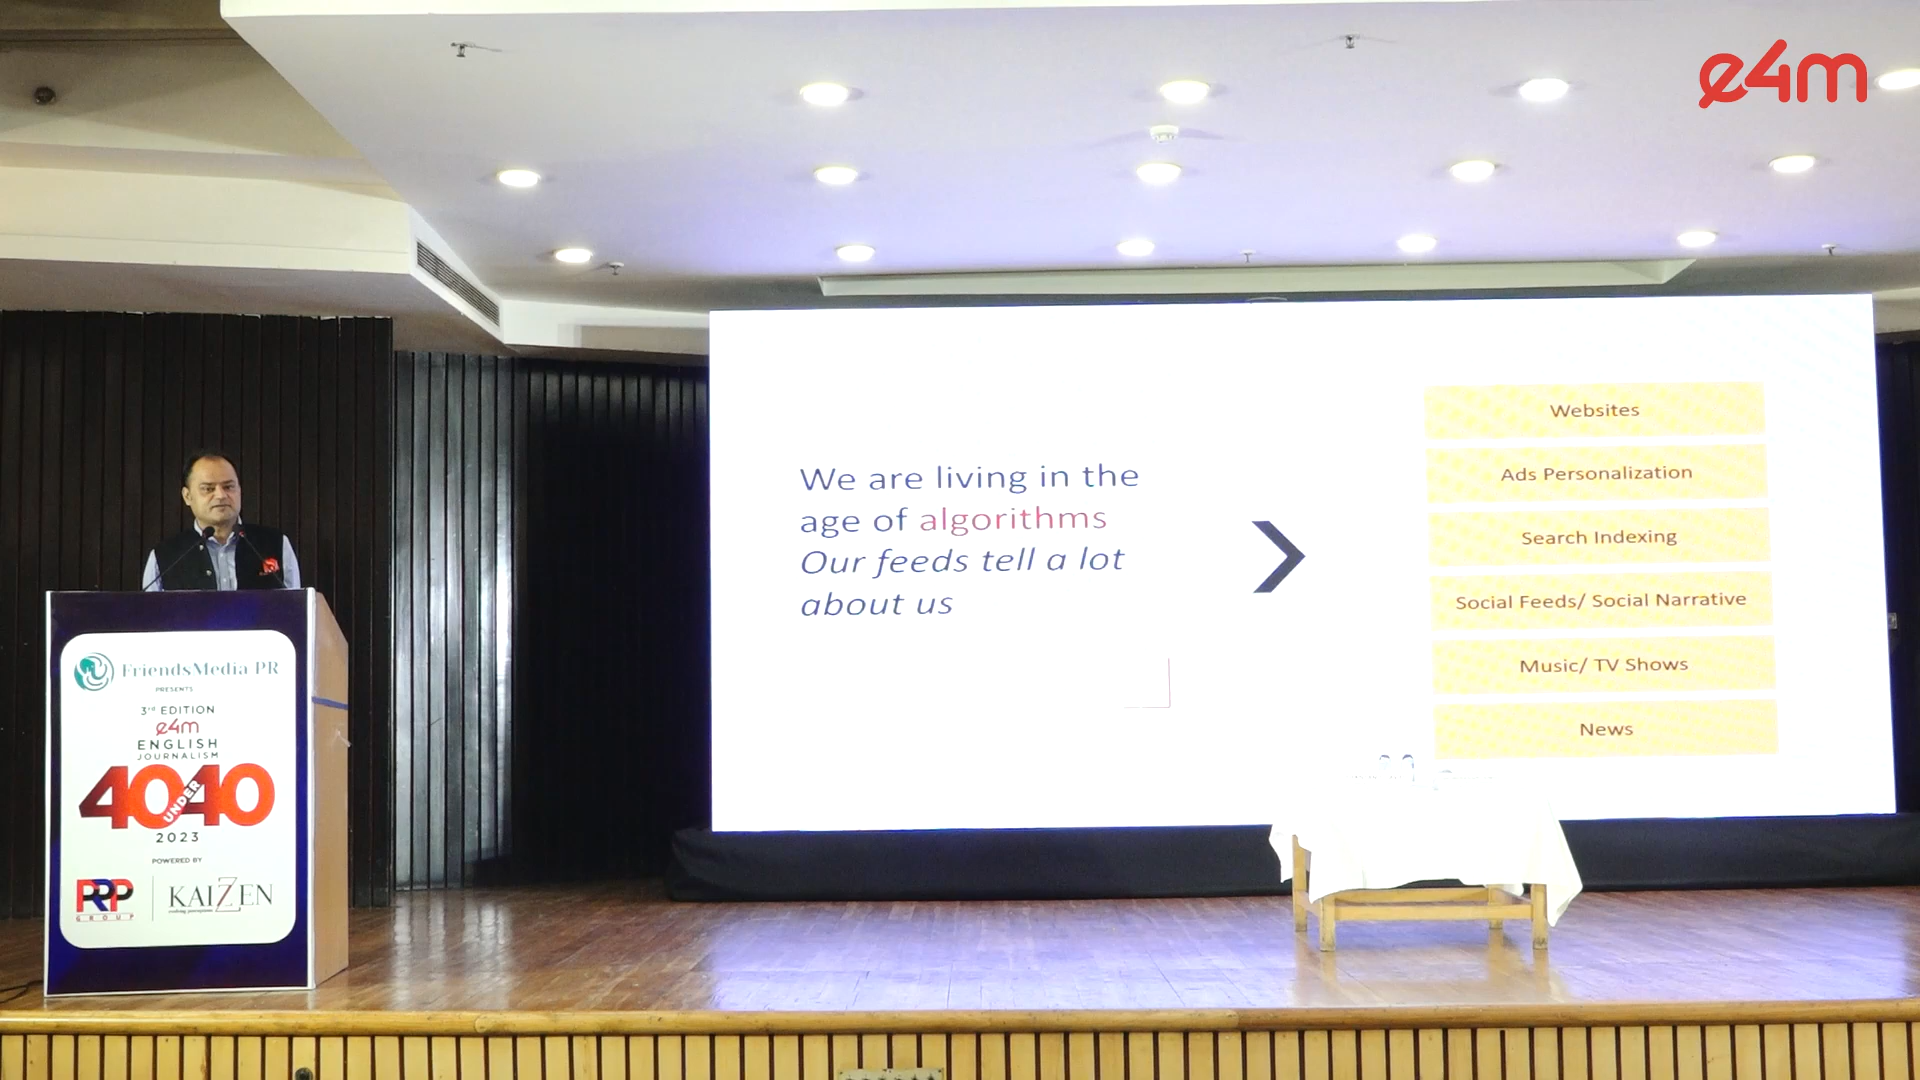 e4m
We are living in the
age of algorithms
Our feeds tell a lot
about us
Websites
Ads Personalization
Search Indexing
Social Feeds/ Social Narrative
Music/ TV Shows
News
FriendsMedia PR
PRESENTS
3rd EDITION
e4m
ENGLISH
JOURNALISM
40 UNDER 40
2023
POWERED BY
PRP
GROUP
KAIZZEN